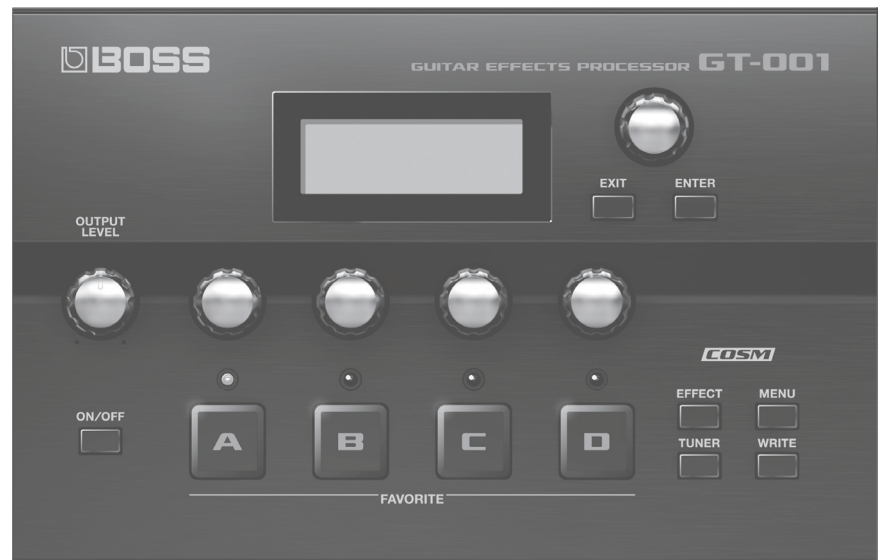 BOSS
GUITAR EFFECTS PROCESSOR GT-001
EXIT ENTER
OUTPUT
LEVEL
COSM
EFFECT MENU
ON/OFF
A B C D
TUNER WRITE
FAVORITE